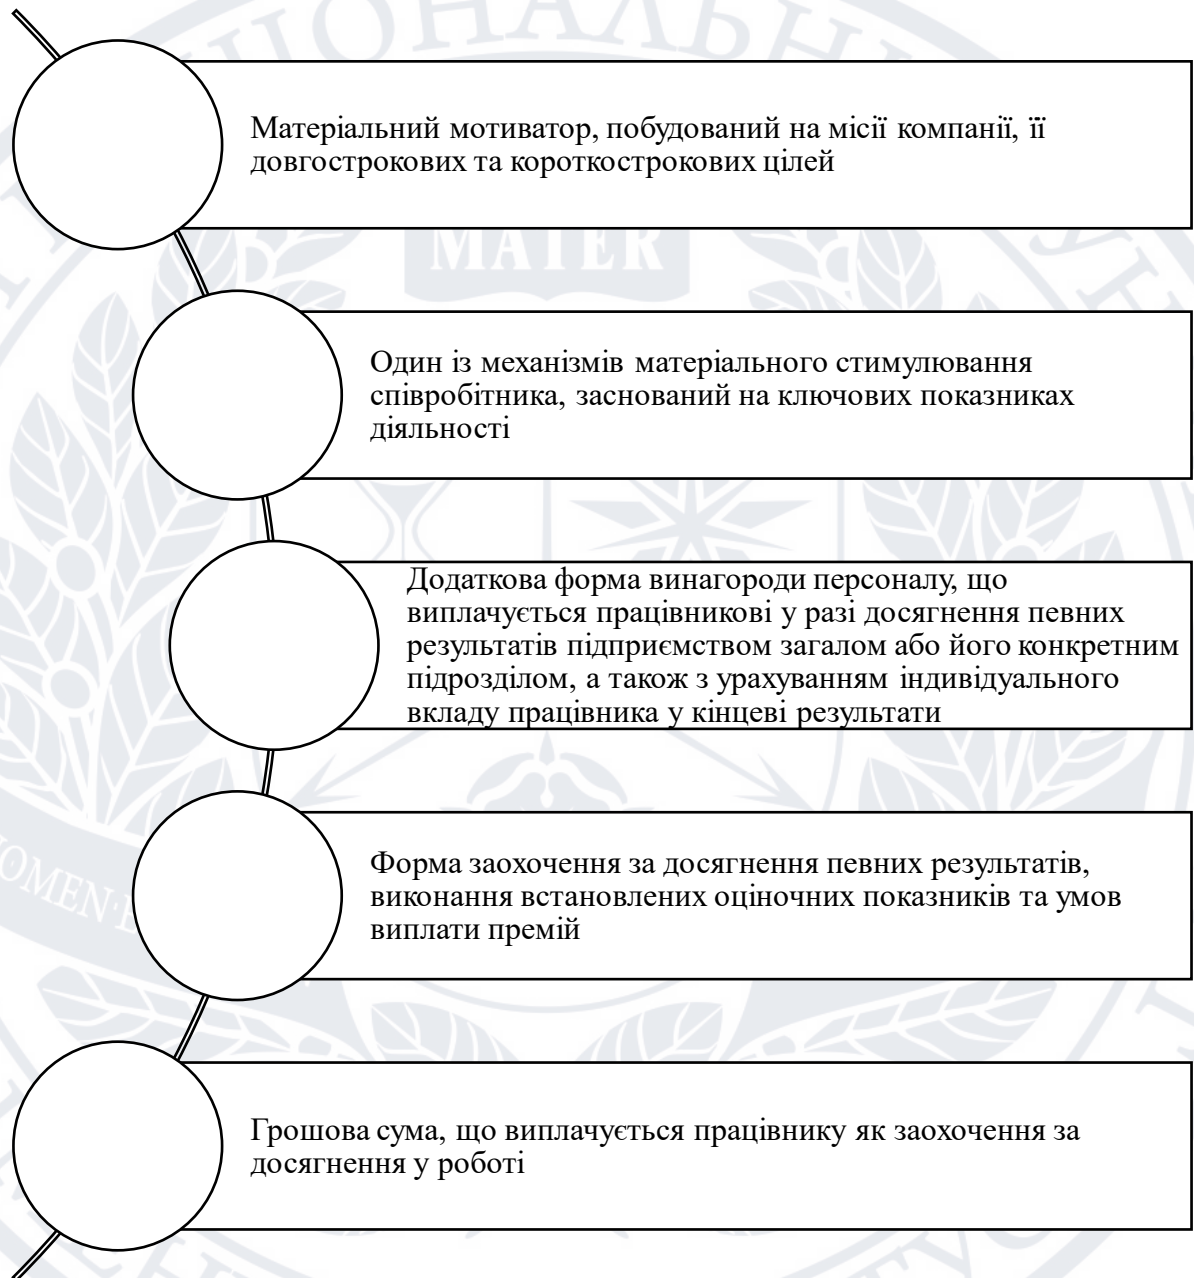 Матеріальний мотиватор, побудований на місії компанії, її
довгострокових та короткострокових цілей
MATER
Один із механізмів матеріального стимулювання
співробітника, заснований на ключових показниках
діяльності
Додаткова форма винагороди персоналу, що
виплачується працівникові у разі досягнення певних
результатів підприємством загалом або його конкретним
підрозділом, а також з урахуванням індивідуального
вкладу працівника у кінцеві результати
Форма заохочення за досягнення певних результатів,
виконання встановлених оціночних показників та умов
виплати премій
Грошова сума, що виплачується працівнику як заохочення за
досягнення у роботі